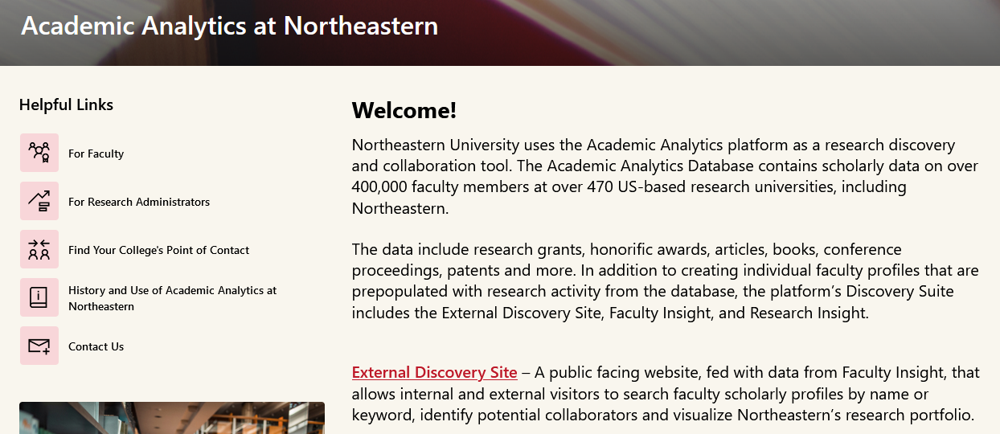 Academic Analytics at Northeastern
Helpful Links
For Faculty
For Research Administrators
Find Your College's Point of Contact
History and Use of Academic Analytics at
Northeastern
Contact Us
Welcome!
Northeastern University uses the Academic Analytics platform as a research discovery
and collaboration tool. The Academic Analytics Database contains scholarly data on over
400,000 faculty members at over 470 US-based research universities, including
Northeastern.
The data include research grants, honorific awards, articles, books, conference
proceedings, patents and more. In addition to creating individual faculty profiles that are
prepopulated with research activity from the database, the platform’s Discovery Suite
includes the External Discovery Site, Faculty Insight, and Research Insight.
External Discovery Site – A public facing website, fed with data from Faculty Insight, that
allows internal and external visitors to search faculty scholarly profiles by name or
keyword, identify potential collaborators and visualize Northeastern’s research portfolio.